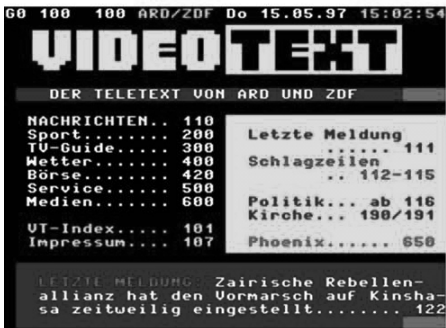 G0 100 100 ARD/ZDF Do 15.05.97 15:02:54
VIDEOTEXT
DER TELETEXT VON ARD UND ZDF
NACHRICHTEN.. 110
Sport........ 200
TV-Guide..... 300
Wetter....... 400
Börse........ 420
Service...... 500
Medien....... 600
VT-Index..... 101
Impressum.... 107
Letzte Meldung
...... 111
Schlagzeilen
.. 112-115
Politik... ab 116
Kirche... 190/191
Phoenix...... 650
LETZTE MELDUNG: Zairische Rebellen-
allianz hat den Vormarsch auf Kinsha-
sa zeitweilig eingestellt........ 122